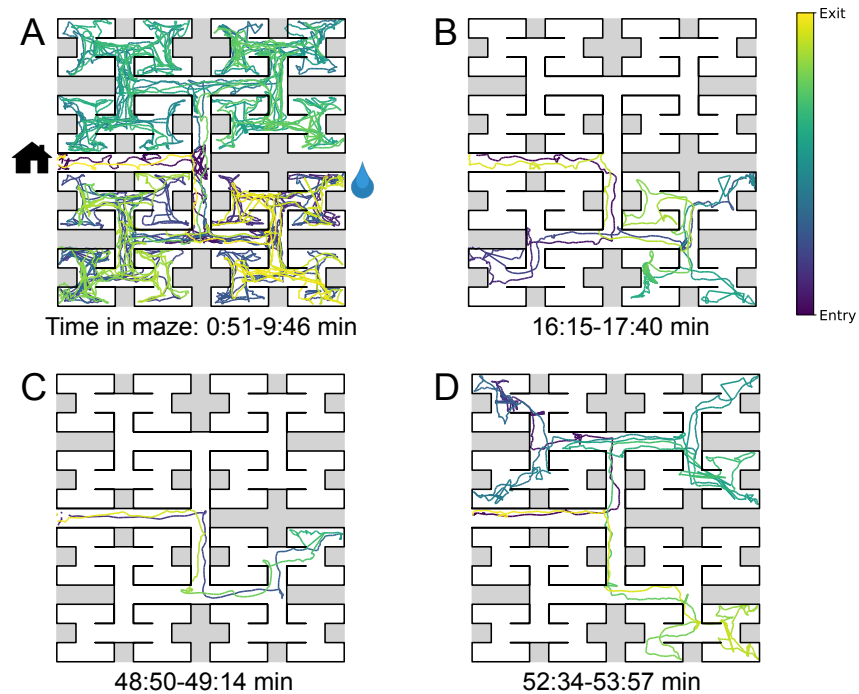 A
B
Exit
Entry
Time in maze: 0:51-9:46 min
16:15-17:40 min
C
D
48:50-49:14 min
52:34-53:57 min